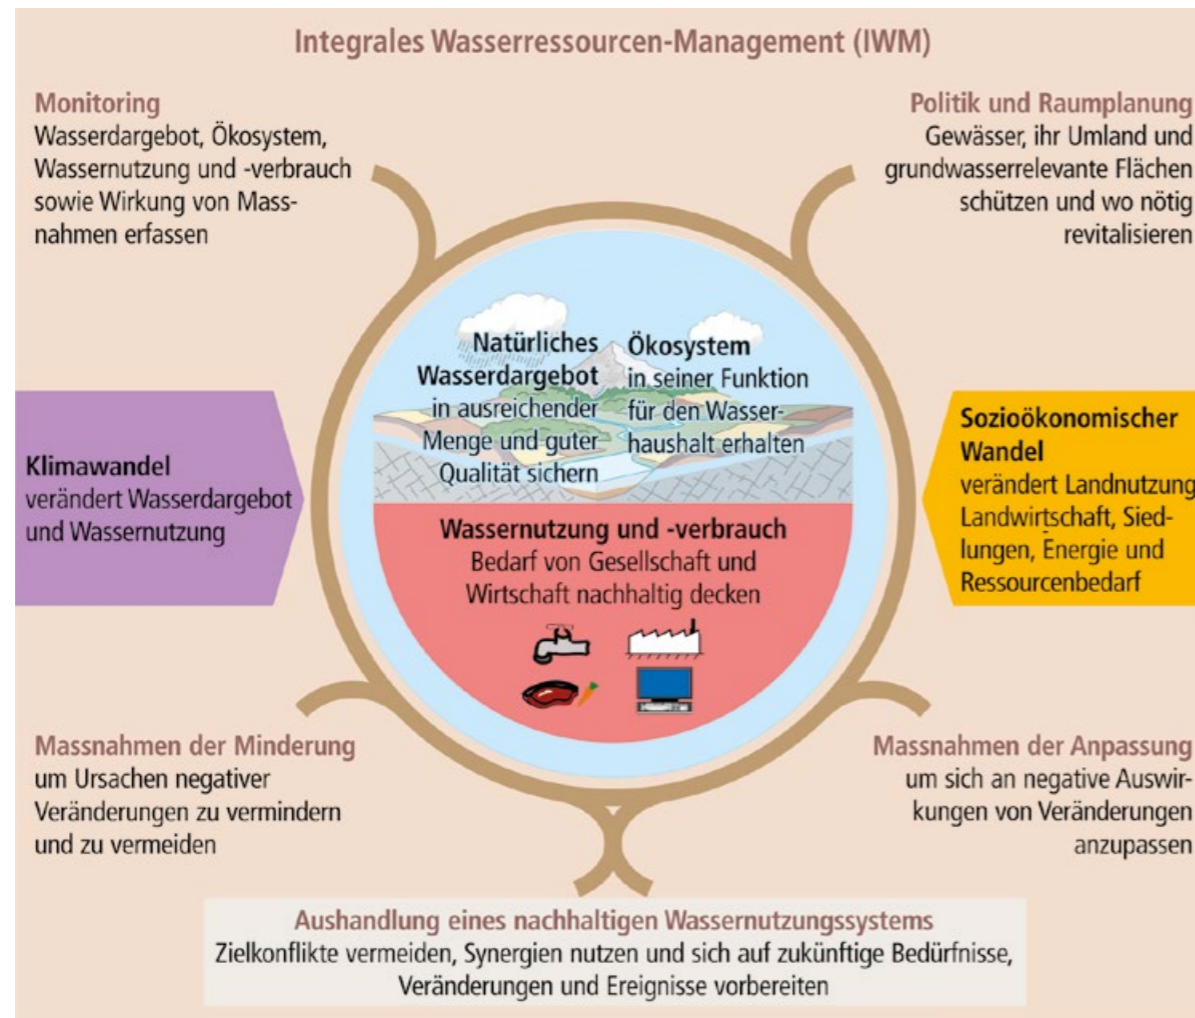 Integrales Wasserressourcen-Management (IWM)
Monitoring
Wasserdargebot, Ökosystem,
Wassernutzung und -verbrauch
sowie Wirkung von Mass-
nahmen erfassen
Politik und Raumplanung
Gewässer, ihr Umland und
grundwasserrelevante Flächen
schützen und wo nötig
revitalisieren
Natürliches
Wasserdargebot
in ausreichender
Menge und guter
Qualität sichern
Ökosystem
in seiner Funktion
für den Wasser-
haushalt erhalten
Klimawandel
verändert Wasserdargebot
und Wassernutzung
Sozioökonomischer
Wandel
verändert Landnutzung
Landwirtschaft, Sied-
lungen, Energie und
Ressourcenbedarf
Wassernutzung und -verbrauch
Bedarf von Gesellschaft und
Wirtschaft nachhaltig decken
Massnahmen der Minderung
um Ursachen negativer
Veränderungen zu vermindern
und zu vermeiden
Massnahmen der Anpassung
um sich an negative Auswir-
kungen von Veränderungen
anzupassen
Aushandlung eines nachhaltigen Wassernutzungssystems
Zielkonflikte vermeiden, Synergien nutzen und sich auf zukünftige Bedürfnisse,
Veränderungen und Ereignisse vorbereiten